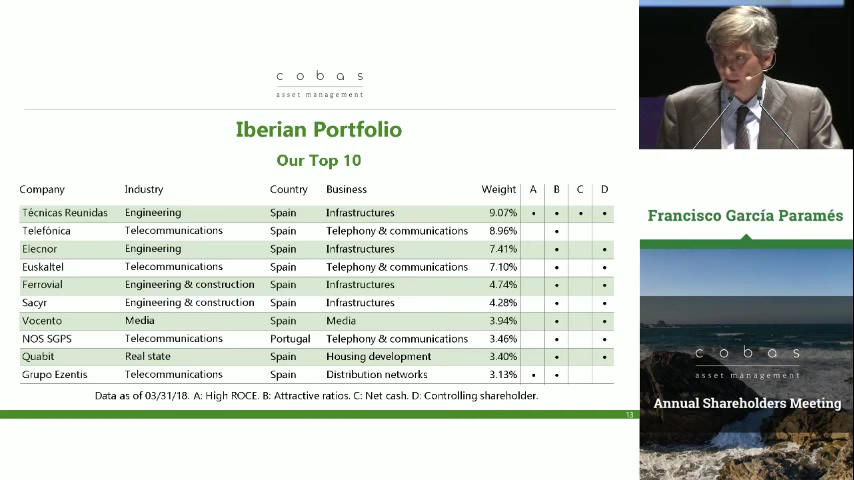 cobas
asset management
Iberian Portfolio
Our Top 10
Company Industry Country Business Weight A B C D
Técnicas Reunidas Engineering Spain Infrastructures 9.07% • • • •
Telefónica Telecommunications Spain Telephony & communications 8.96% •
Elecnor Engineering Spain Infrastructures 7.41% • •
Euskaltel Telecommunications Spain Telephony & communications 7.10% • •
Ferrovial Engineering & construction Spain Infrastructures 4.74% • •
Sacyr Engineering & construction Spain Infrastructures 4.28% • •
Vocento Media Spain Media 3.94% • •
NOS SGPS Telecommunications Portugal Telephony & communications 3.46% • •
Quabit Real state Spain Housing development 3.40% • •
Grupo Ezentis Telecommunications Spain Distribution networks 3.13% • •
Data as of 03/31/18. A: High ROCE. B: Attractive ratios. C: Net cash. D: Controlling shareholder.
13
Francisco García Paramés
cobas
asset management
Annual Shareholders Meeting